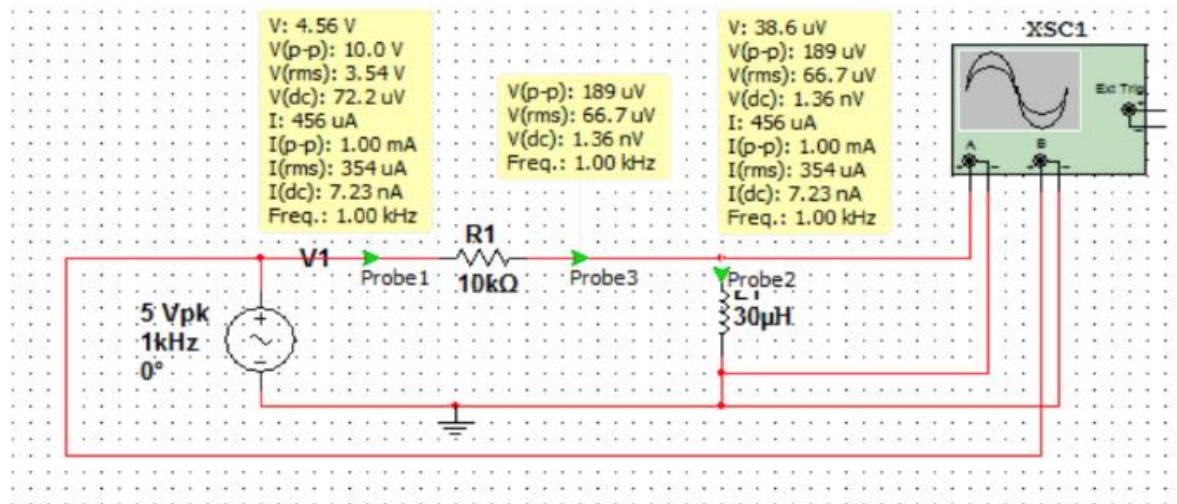 V: 4.56 V
V(p-p): 10.0 V
V(rms): 3.54 V
V(dc): 72.2 uV
I: 456 uA
I(p-p): 1.00 mA
I(rms): 354 uA
I(dc): 7.23 nA
Freq.: 1.00 kHz
V(p-p): 189 uV
V(rms): 66.7 uV
V(dc): 1.36 nV
Freq.: 1.00 kHz
V: 38.6 uV
V(p-p): 189 uV
V(rms): 66.7 uV
V(dc): 1.36 nV
I: 456 uA
I(p-p): 1.00 mA
I(rms): 354 uA
I(dc): 7.23 nA
Freq.: 1.00 kHz
XSC1
Ext Trig
A
B
V1
Probe1
R1
10kΩ
Probe3
Probe2
30µH
5 Vpk
1kHz
0°